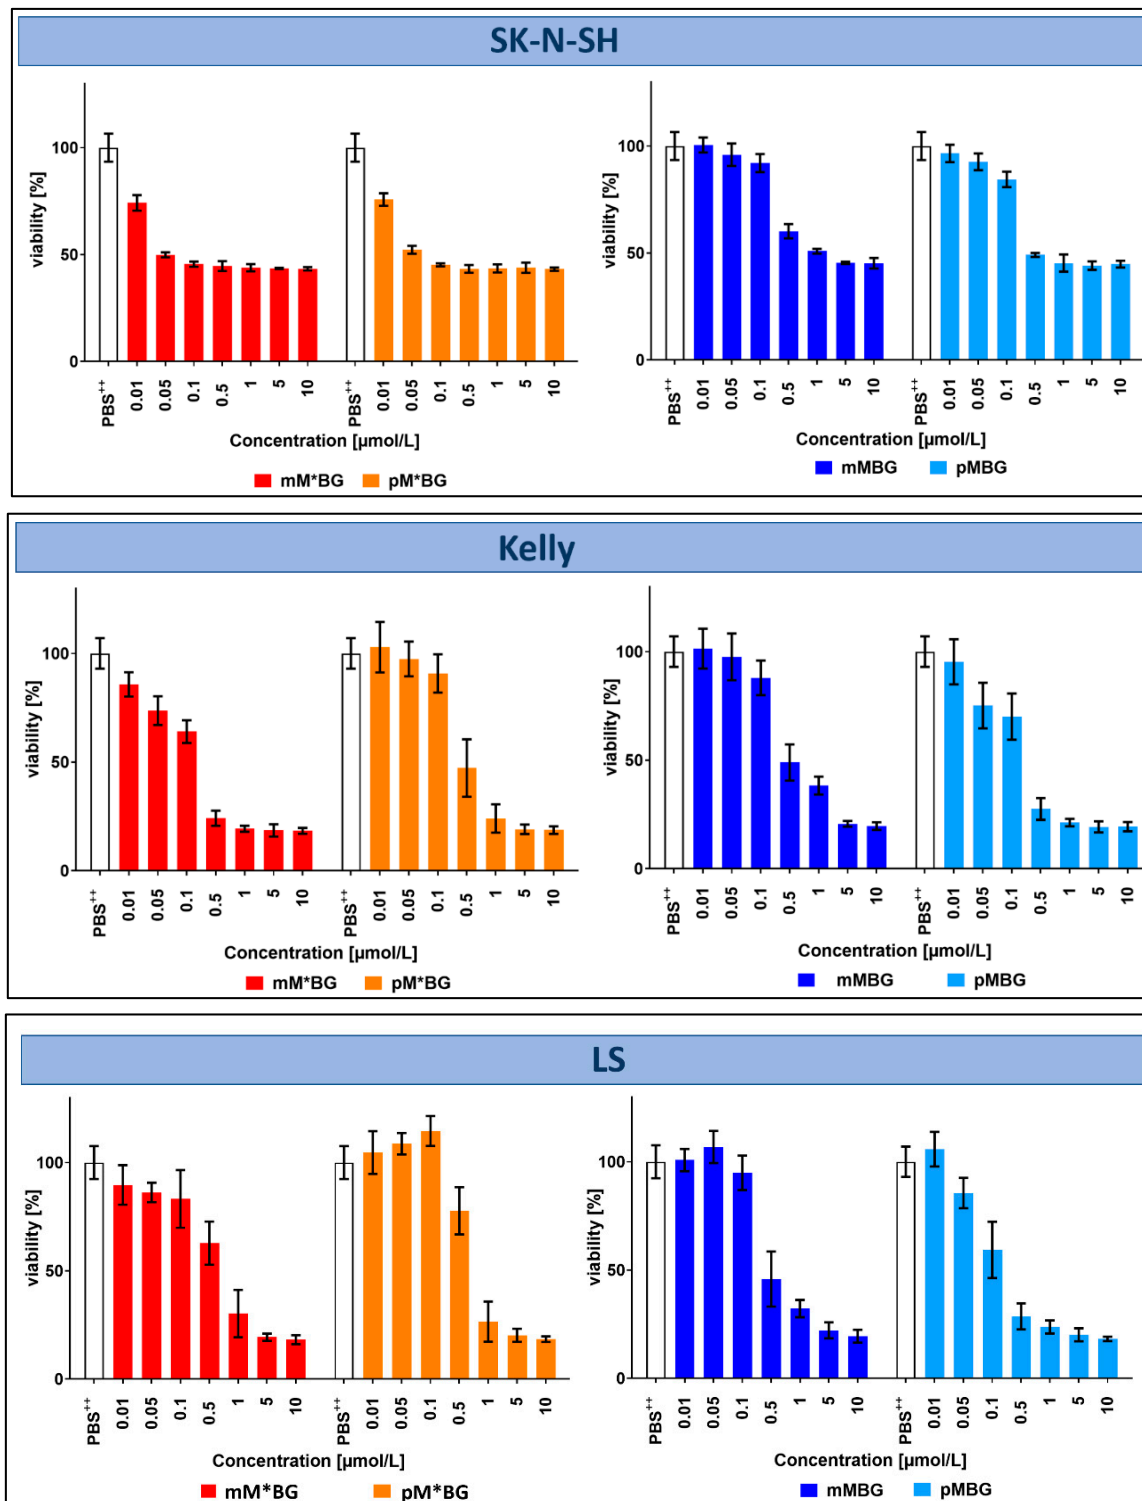 SK-N-SH
viability [%]
100
50
0
PBS++ 0.01 0.05 0.1 0.5 1 5 10 PBS++ 0.01 0.05 0.1 0.5 1 5 10
Concentration [µmol/L]
mM*BG pM*BG
viability [%]
100
50
0
PBS++ 0.01 0.05 0.1 0.5 1 5 10 PBS++ 0.01 0.05 0.1 0.5 1 5 10
Concentration [µmol/L]
mMBG pMBG
Kelly
viability [%]
100
50
0
PBS++ 0.01 0.05 0.1 0.5 1 5 10 PBS++ 0.01 0.05 0.1 0.5 1 5 10
Concentration [µmol/L]
mM*BG pM*BG
viability [%]
100
50
0
PBS++ 0.01 0.05 0.1 0.5 1 5 10 PBS++ 0.01 0.05 0.1 0.5 1 5 10
Concentration [µmol/L]
mMBG pMBG
LS
viability [%]
100
50
0
PBS++ 0.01 0.05 0.1 0.5 1 5 10 PBS++ 0.01 0.05 0.1 0.5 1 5 10
Concentration [µmol/L]
mM*BG pM*BG
viability [%]
100
50
0
PBS++ 0.01 0.05 0.1 0.5 1 5 10 PBS++ 0.01 0.05 0.1 0.5 1 5 10
Concentration [µmol/L]
mMBG pMBG